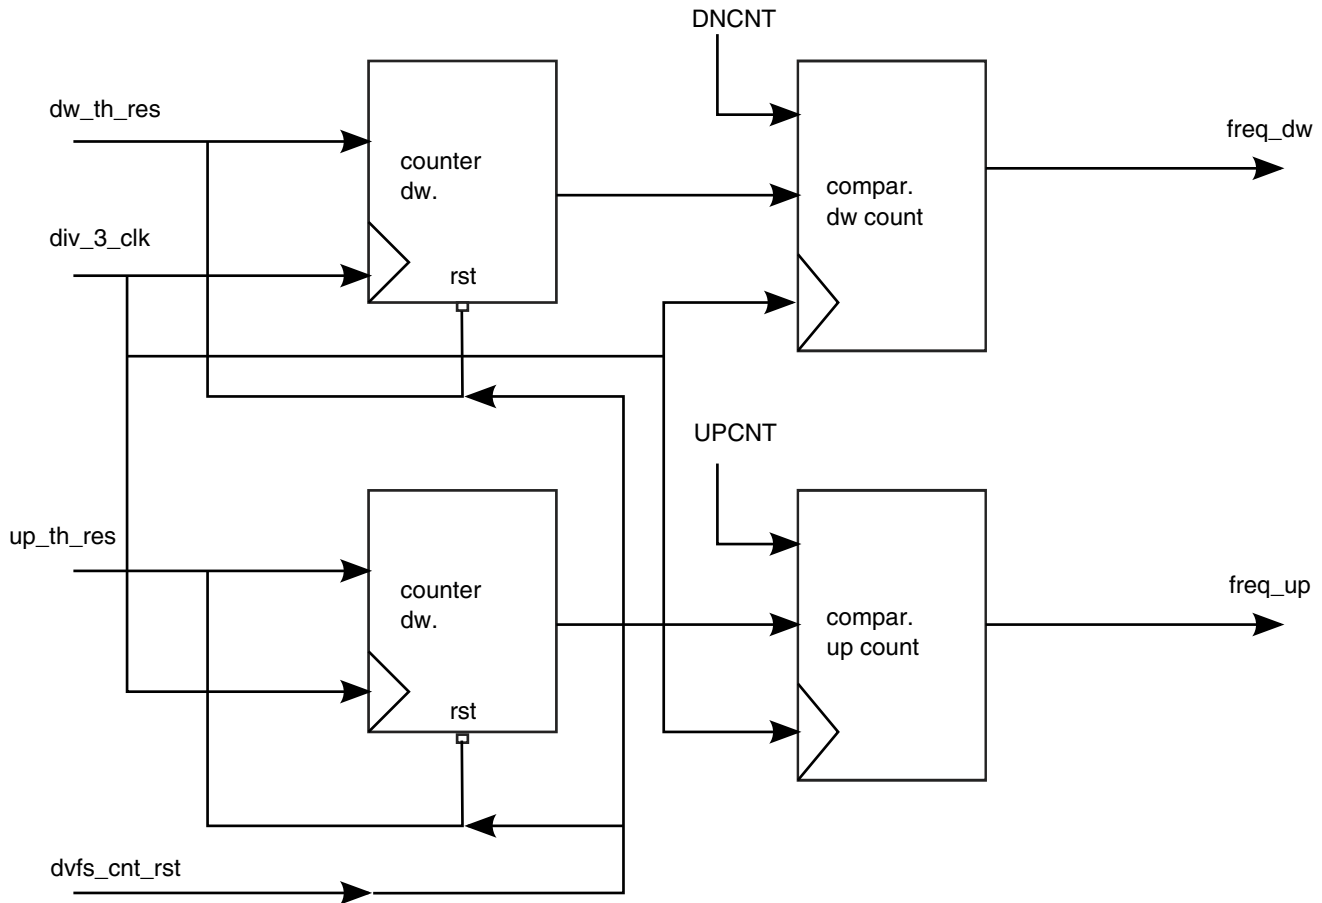 DNCNT
dw_th_res
freq_dw
counter
dw.
compar.
dw count
div_3_clk
rst
UPCNT
up_th_res
freq_up
counter
dw.
compar.
up count
rst
dvfs_cnt_rst